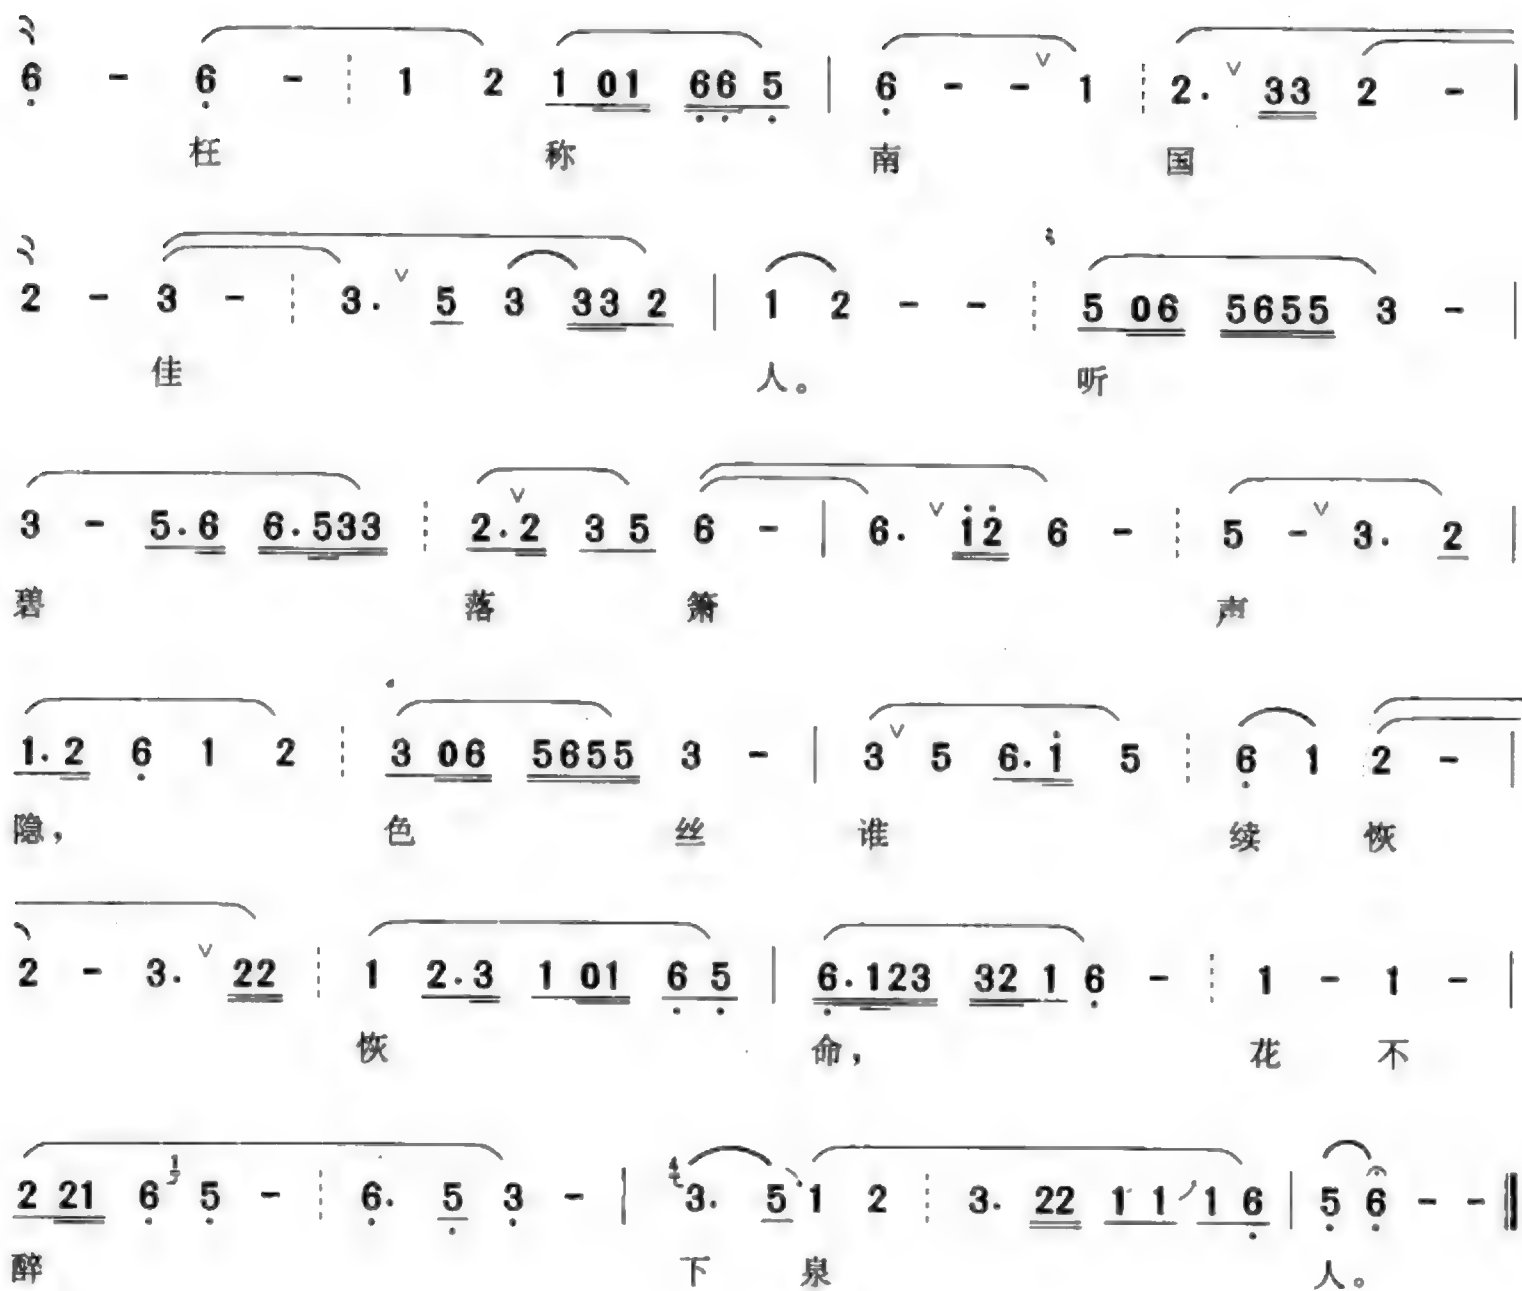 6 - 6 - ┊ 1 2 1 01 66 5 | 6 - - ∨ 1 ┊ 2. ∨ 33 2 - |
枉 称 南 国
2 - 3 - ┊ 3. ∨ 5 3 33 2 | 1 2 - - ┊ 5 06 5655 3 - |
佳 人。 听
3 - 5.6 6.533 ┊ 2. ∨ 2 3 5 6 - | 6. ∨ i̇2̇ 6 - ┊ 5 - ∨ 3. 2 |
碧 落 箫 声
1.2 6 1 2 ┊ 3 06 5655 3 - | 3 ∨ 5 6.i̇ 5 ┊ 6 1 2 - |
隐， 色 丝 谁 续 恢
2 - 3. ∨ 22 ┊ 1 2.3 1 01 6 5 | 6.123 32 1 6 - ┊ 1 - 1 - |
恢 命， 花 不
2 21 6 1 5 - ┊ 6. 5 3 - | 4 3. 5 1 2 ┊ 3. 22 1 1 1 6 | 5 6 - - ‖
醉 下 泉 人。